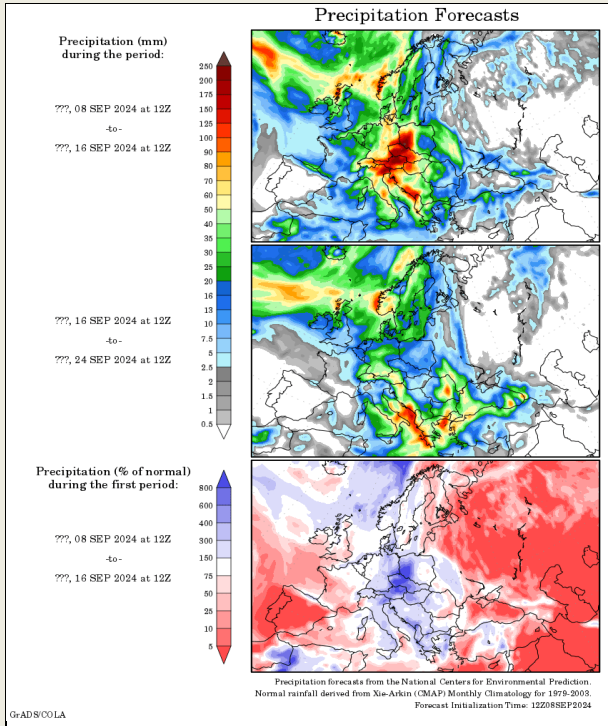 Precipitation Forecasts
Precipitation (mm)
during the period:
???, 08 SEP 2024 at 12Z
-to-
???, 16 SEP 2024 at 12Z
250
200
175
150
125
100
90
80
70
60
50
45
40
35
30
25
20
16
13
10
7.5
5
2.5
2
1.5
1
0.5
???, 16 SEP 2024 at 12Z
-to-
???, 24 SEP 2024 at 12Z
Precipitation (% of normal)
during the first period:
???, 08 SEP 2024 at 12Z
-to-
???, 16 SEP 2024 at 12Z
800
600
400
300
150
75
50
25
10
5
Precipitation forecasts from the National Centers for Environmental Prediction.
Normal rainfall derived from Xie-Arkin (CMAP) Monthly Climatology for 1979-2003.
Forecast Initialization Time: 12Z08SEP2024
GrADS/COLA